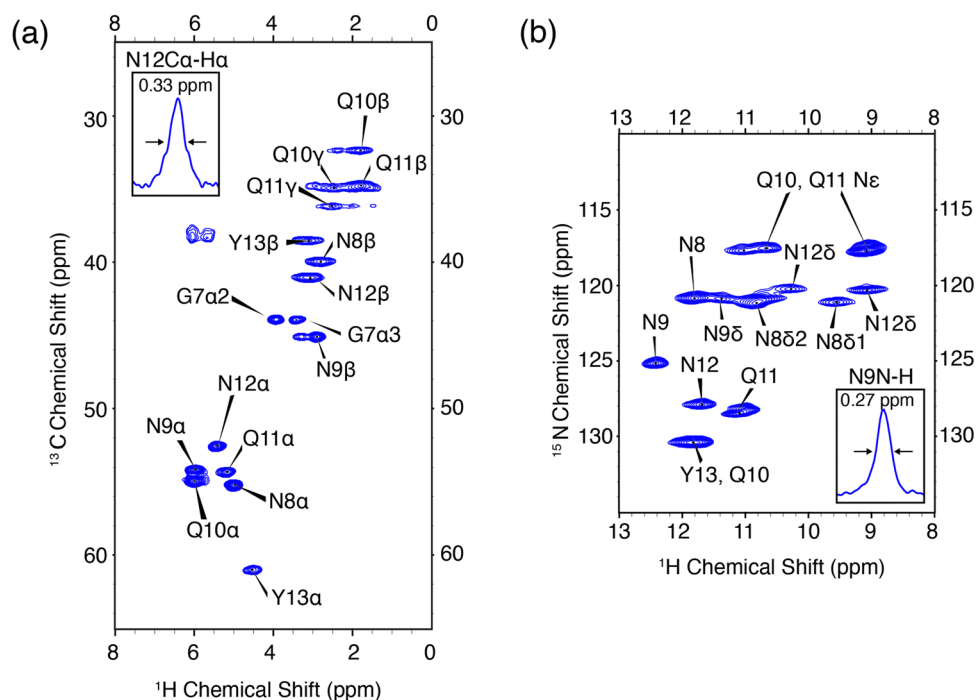 (a)
8 6 4 2 0
N12Cα-Hα
0.33 ppm
30
40
50
60
30
40
50
60
Q10β
Q10γ
Q11β
Q11γ
Y13β
N8β
N12β
G7α2
G7α3
N9β
N12α
N9α
Q11α
N8α
Q10α
Y13α
¹³C Chemical Shift (ppm)
8 6 4 2 0
¹H Chemical Shift (ppm)
(b)
13 12 11 10 9 8
115
120
125
130
115
120
125
130
Q10, Q11 Nε
N8
N12δ
N9
N9δ
N8δ2
N8δ1
N12δ
N12
Q11
N9N-H
0.27 ppm
Y13, Q10
¹⁵N Chemical Shift (ppm)
13 12 11 10 9 8
¹H Chemical Shift (ppm)